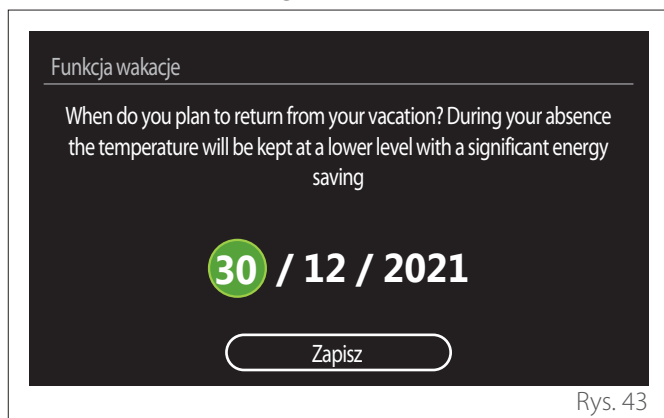 Funkcja wakacje
When do you plan to return from your vacation? During your absence
the temperature will be kept at a lower level with a significant energy
saving
30 / 12 / 2021
Zapisz
Rys. 43